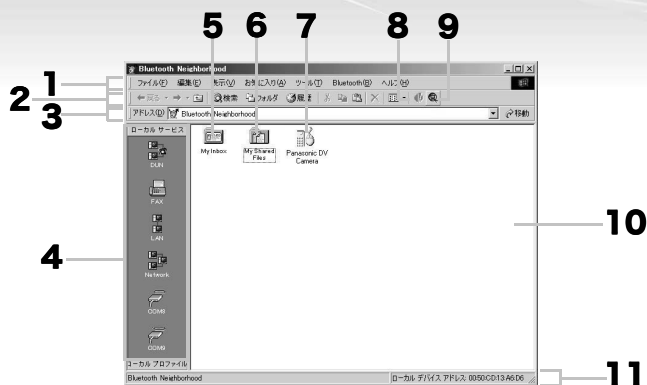 5 6 7 8 9
1
2
3
4
10
11
Bluetooth Neighborhood
ファイル(F) 編集(E) 表示(V) お気に入り(A) ツール(T) Bluetooth(B) ヘルプ(H)
戻る 検索 フォルダ 履歴
アドレス(D) Bluetooth Neighborhood 移動
ローカル サービス
DUN
FAX
LAN
Network
COM8
COM9
ローカル プロファイル
My Inbox
My Shared Files
Panasonic DV Camera
Bluetooth Neighborhood ローカル デバイス アドレス: 0050:CD:13:A6:D6